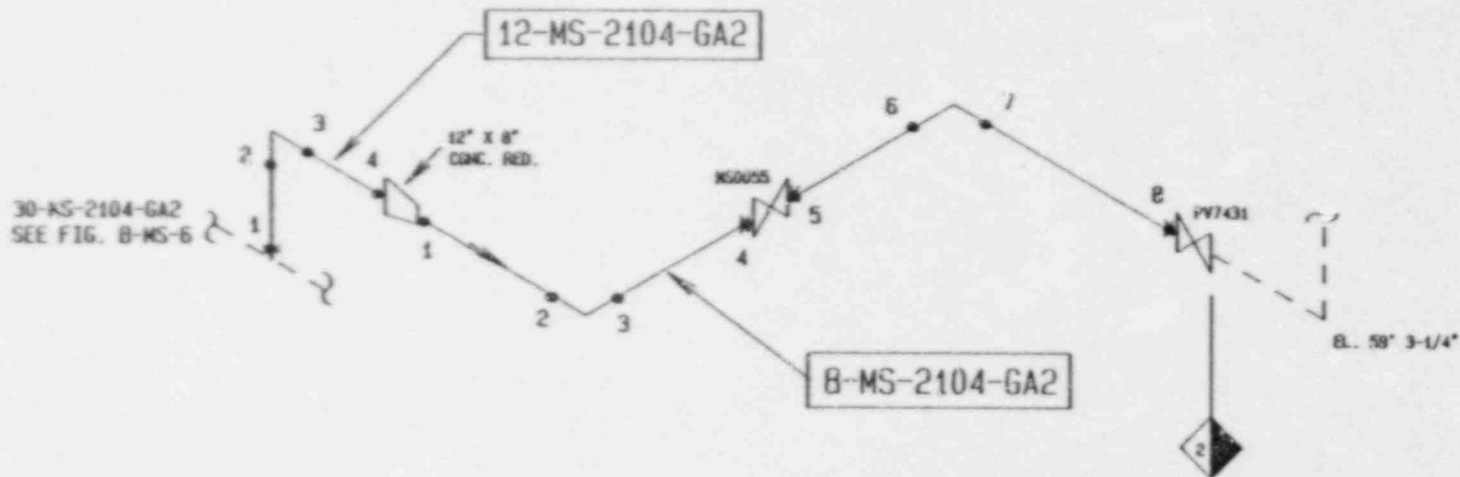 12-MS-2104-GA2
3
2
4
12" X 8"
CONC. RED.
30-MS-2104-GA2
SEE FIG. B-MS-6
1
1
2
3
MS0055
4
5
6
7
8
PV7431
EL. 58' 3-1/4"
8-MS-2104-GA2
2